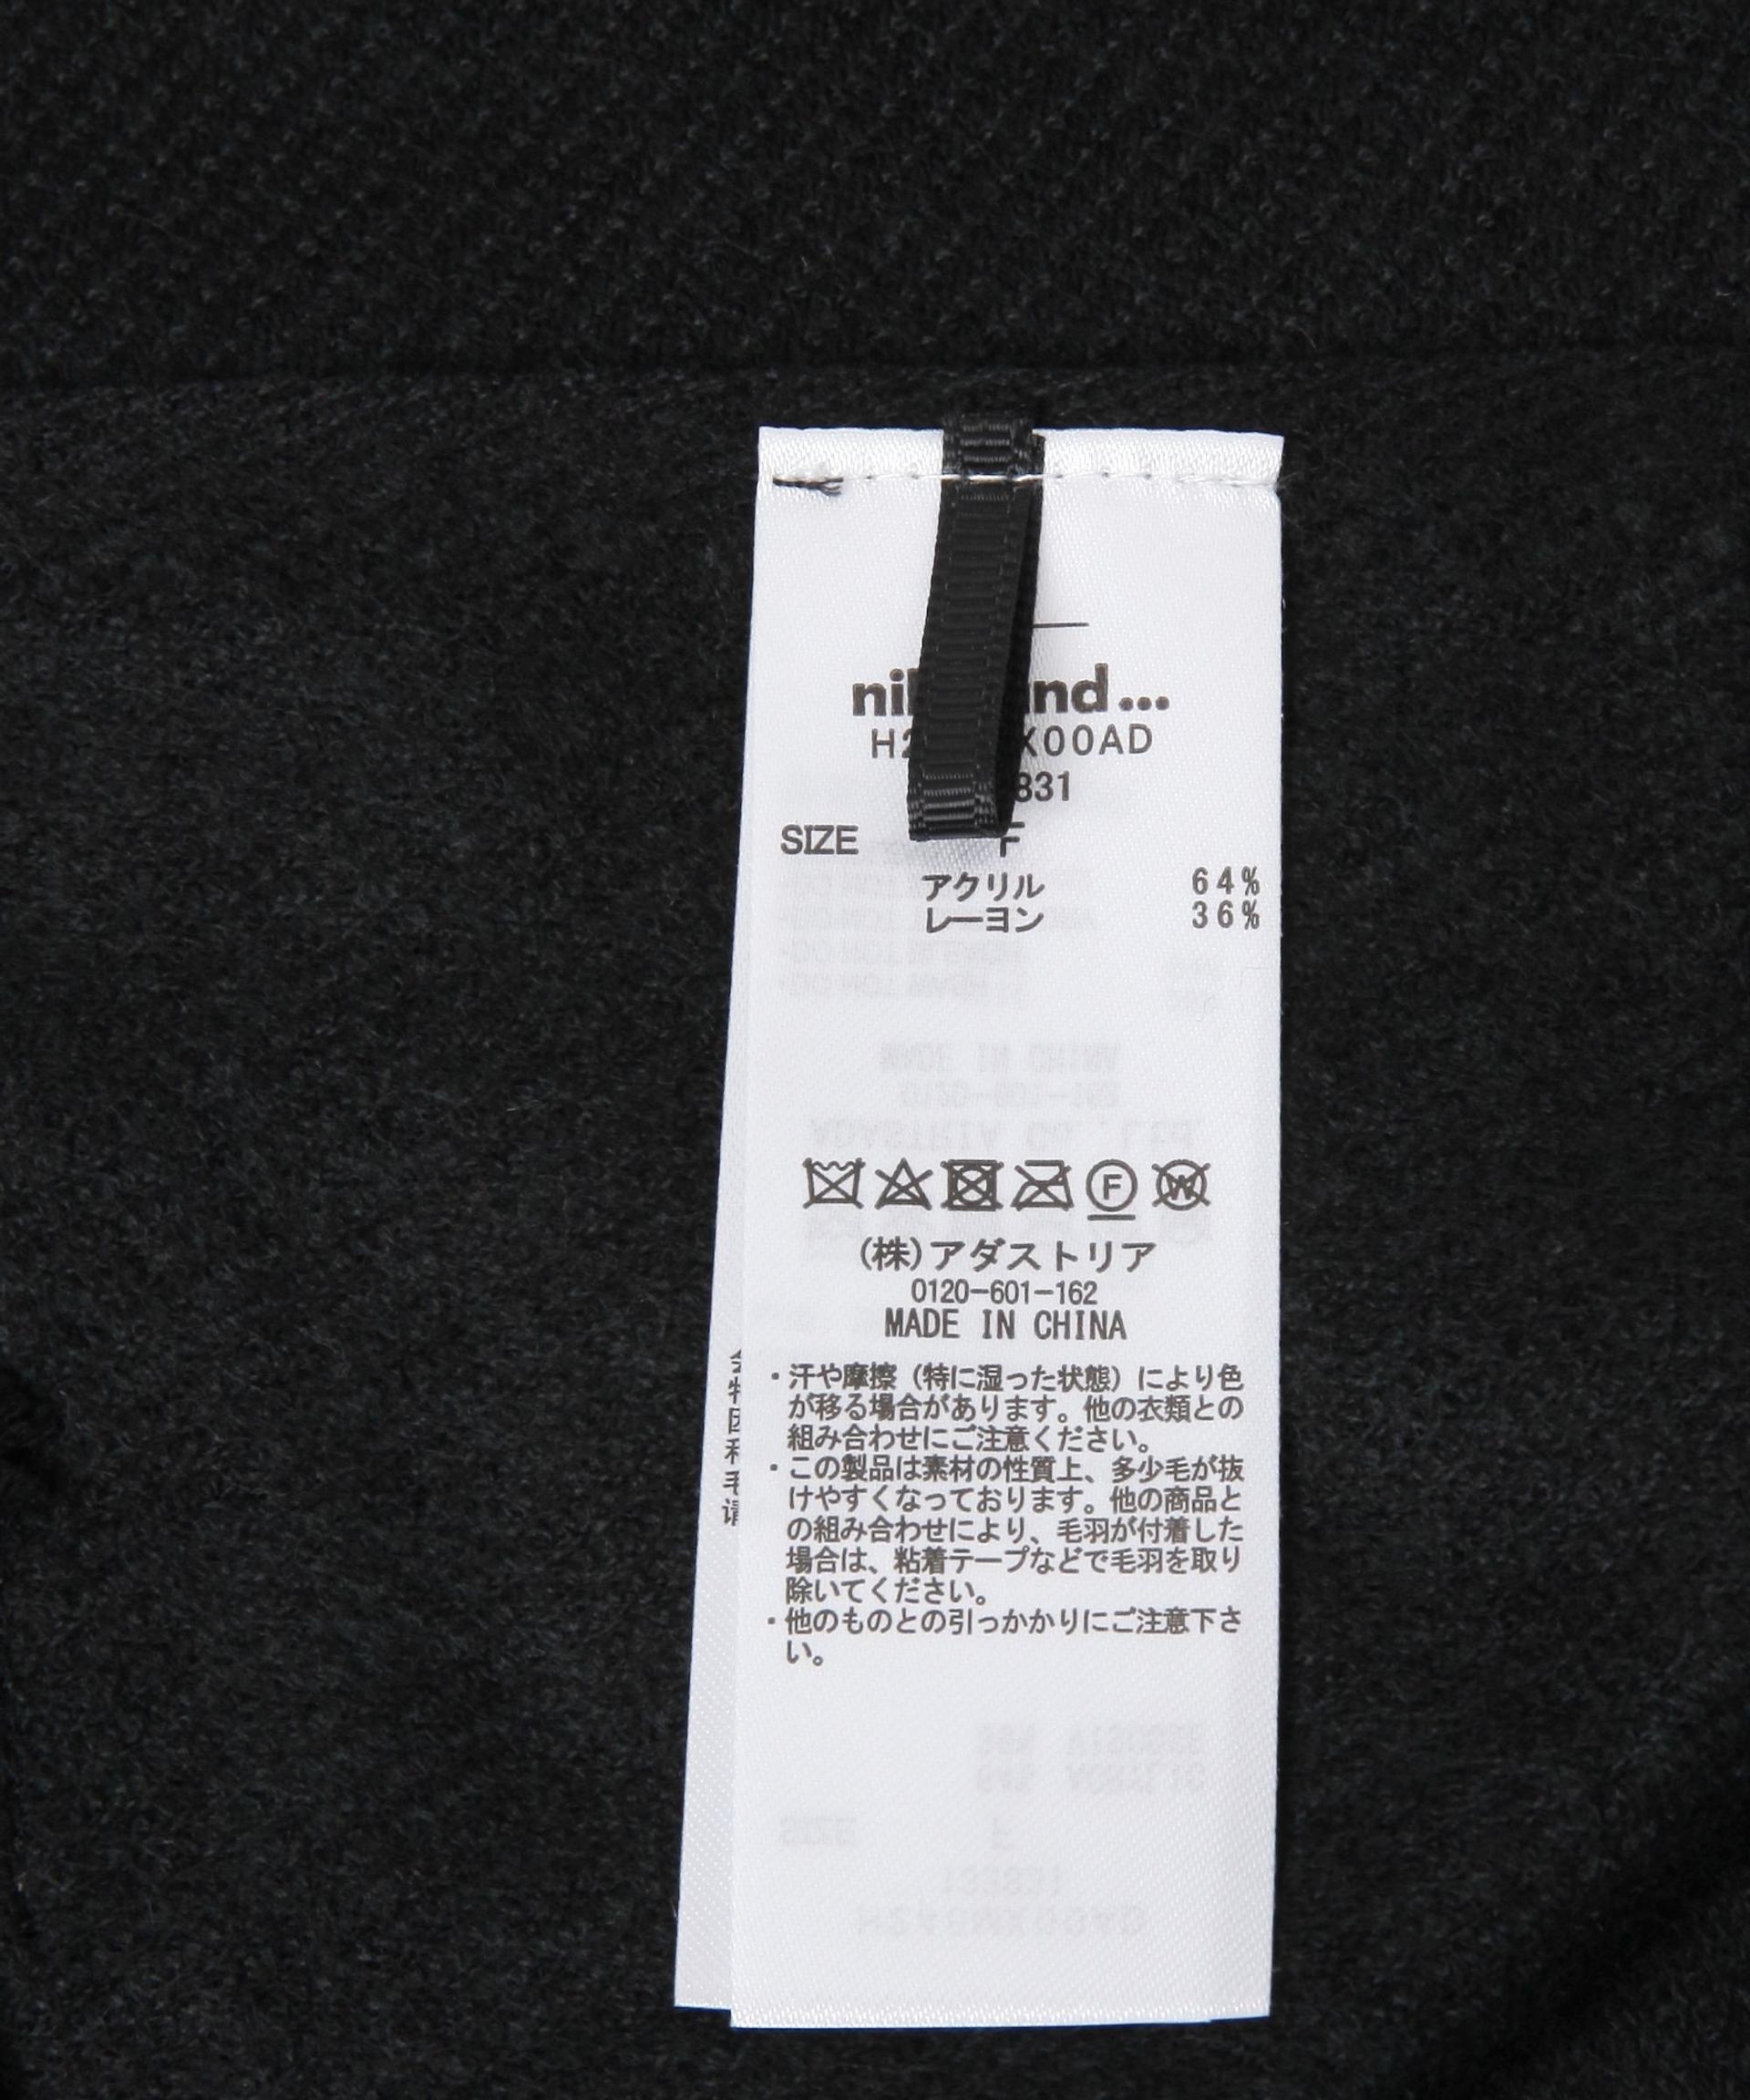 and...
X00AD
831
SIZE F
アクリル 64%
レーヨン 36%
F
W
(株)アダストリア
0120-601-162
MADE IN CHINA
・汗や摩擦（特に湿った状態）により色
が移る場合があります。他の衣類との
組み合わせにご注意ください。
・この製品は素材の性質上、多少毛が抜
けやすくなっております。他の商品と
の組み合わせにより、毛羽が付着した
場合は、粘着テープなどで毛羽を取り
除いてください。
・他のものとの引っかかりにご注意下さ
い。